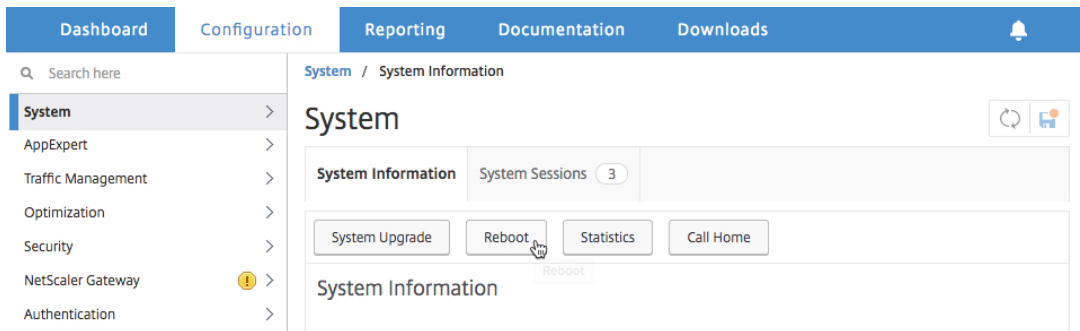 Dashboard Configuration Reporting Documentation Downloads
Search here
System
AppExpert
Traffic Management
Optimization
Security
NetScaler Gateway
Authentication
System / System Information
System
System Information System Sessions 3
System Upgrade Reboot Statistics Call Home
Reboot
System Information